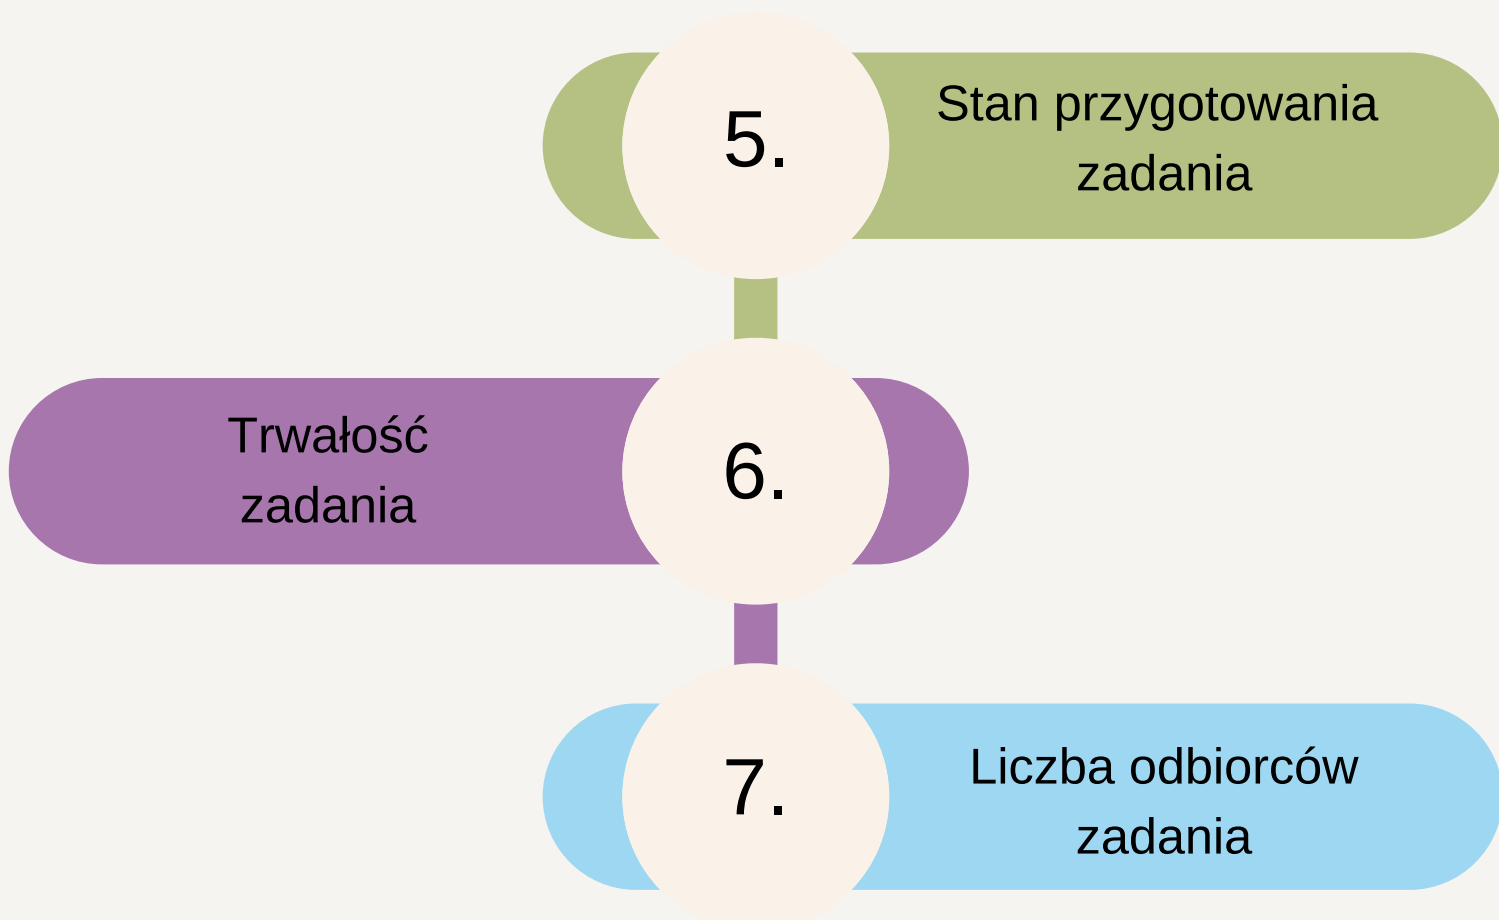 5.
Stan przygotowania
zadania
6.
Trwałość
zadania
7.
Liczba odbiorców
zadania